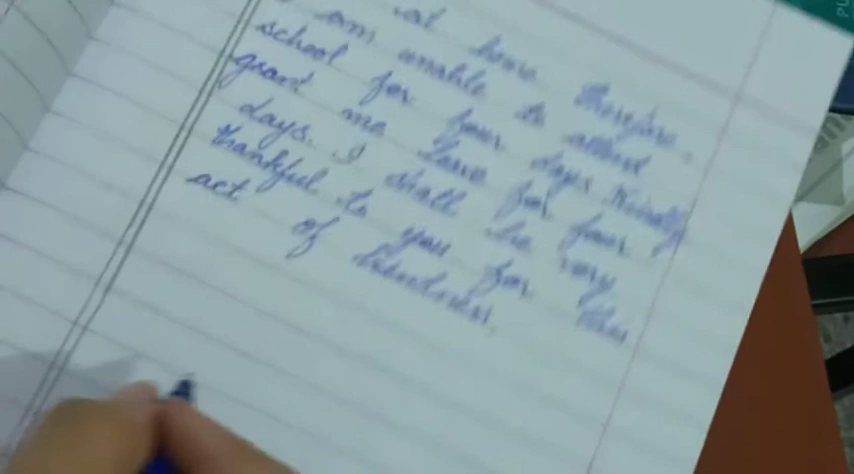 at home. Therefore,
I am unable to attend
school for four days. Kindly
grant me leave for four
days. I shall be very
thankful to you for this
act of kindness.